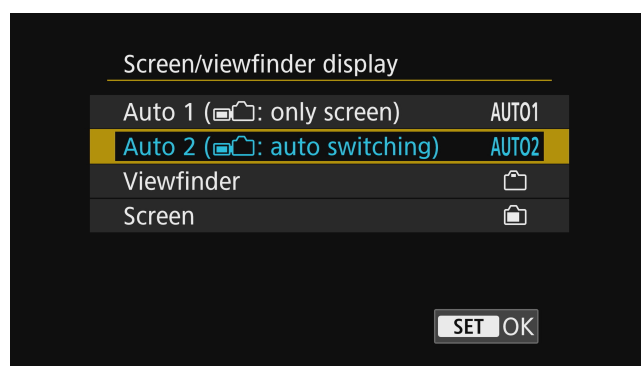 Screen/viewfinder display
Auto 1 (: only screen) AUTO1
Auto 2 (: auto switching) AUTO2
Viewfinder
Screen
SET OK